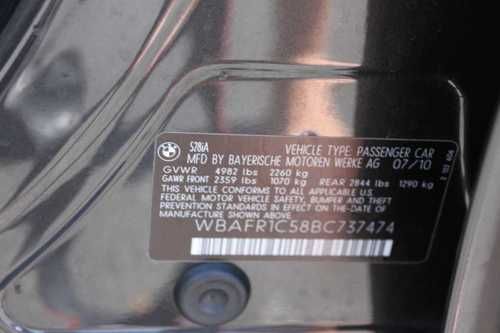 528iA VEHICLE TYPE: PASSENGER CAR
MFD BY BAYERISCHE MOTOREN WERKE AG 07/10
GVWR 4982 lbs 2260 kg
GAWR FRONT 2359 lbs 1070 kg REAR 2844 lbs 1290 kg
THIS VEHICLE CONFORMS TO ALL APPLICABLE U.S.
FEDERAL MOTOR VEHICLE SAFETY, BUMPER, AND THEFT
PREVENTION STANDARDS IN EFFECT ON THE DATE OF
MANUFACTURE SHOWN ABOVE
WBAFR1C58BC737474